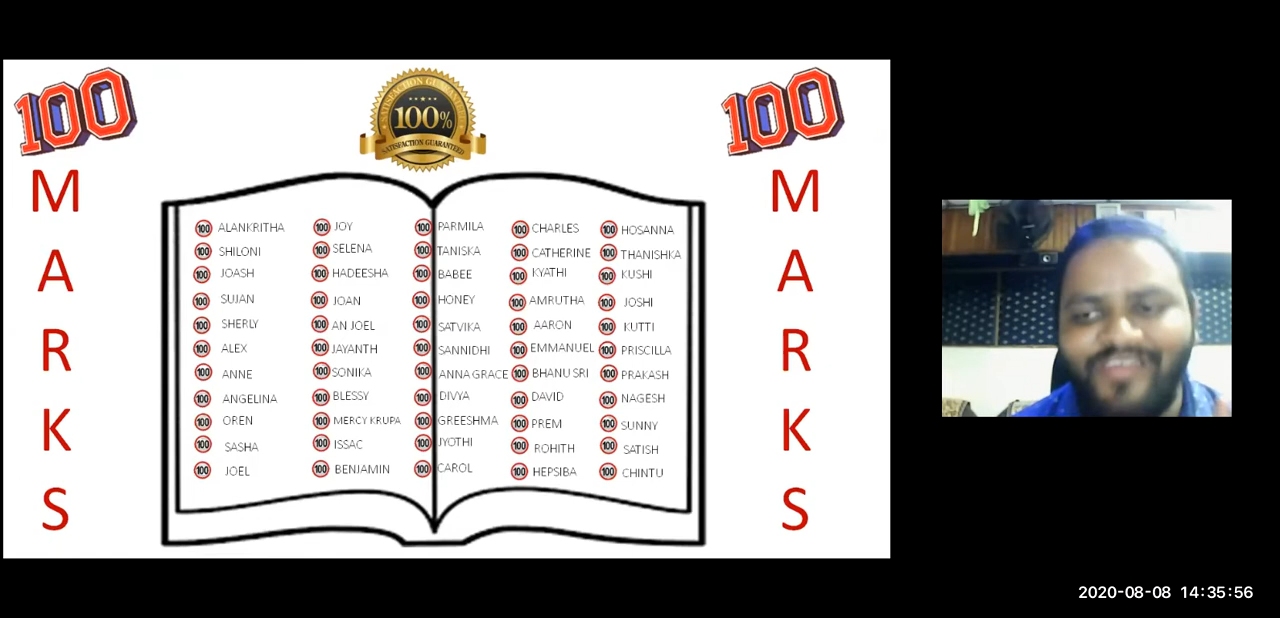 100
100
SATISFACTION GUARANTEED
100%
SATISFACTION GUARANTEED
M
A
R
K
S
M
A
R
K
S
100 ALANKRITHA 100 JOY 100 PARMILA 100 CHARLES 100 HOSANNA
100 SHILONI 100 SELENA 100 TANISKA 100 CATHERINE 100 THANISHKA
100 JOASH 100 HADEESHA 100 BABEE 100 KYATHI 100 KUSHI
100 SUJAN 100 JOAN 100 HONEY 100 AMRUTHA 100 JOSHI
100 SHERLY 100 AN JOEL 100 SATVIKA 100 AARON 100 KUTTI
100 ALEX 100 JAYANTH 100 SANNIDHI 100 EMMANUEL 100 PRISCILLA
100 ANNE 100 SONIKA 100 ANNA GRACE 100 BHANU SRI 100 PRAKASH
100 ANGELINA 100 BLESSY 100 DIVYA 100 DAVID 100 NAGESH
100 OREN 100 MERCY KRUPA 100 GREESHMA 100 PREM 100 SUNNY
100 SASHA 100 ISSAC 100 JYOTHI 100 ROHITH 100 SATISH
100 JOEL 100 BENJAMIN 100 CAROL 100 HEPSIBA 100 CHINTU
2020-08-08 14:35:56